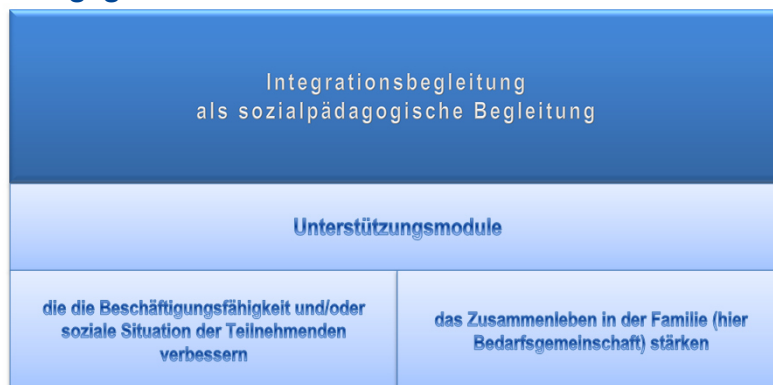 Integrationsbegleitung
als sozialpädagogische Begleitung
Unterstützungsmodule
die die Beschäftigungsfähigkeit und/oder
soziale Situation der Teilnehmenden
verbessern
das Zusammenleben in der Familie (hier
Bedarfsgemeinschaft) stärken